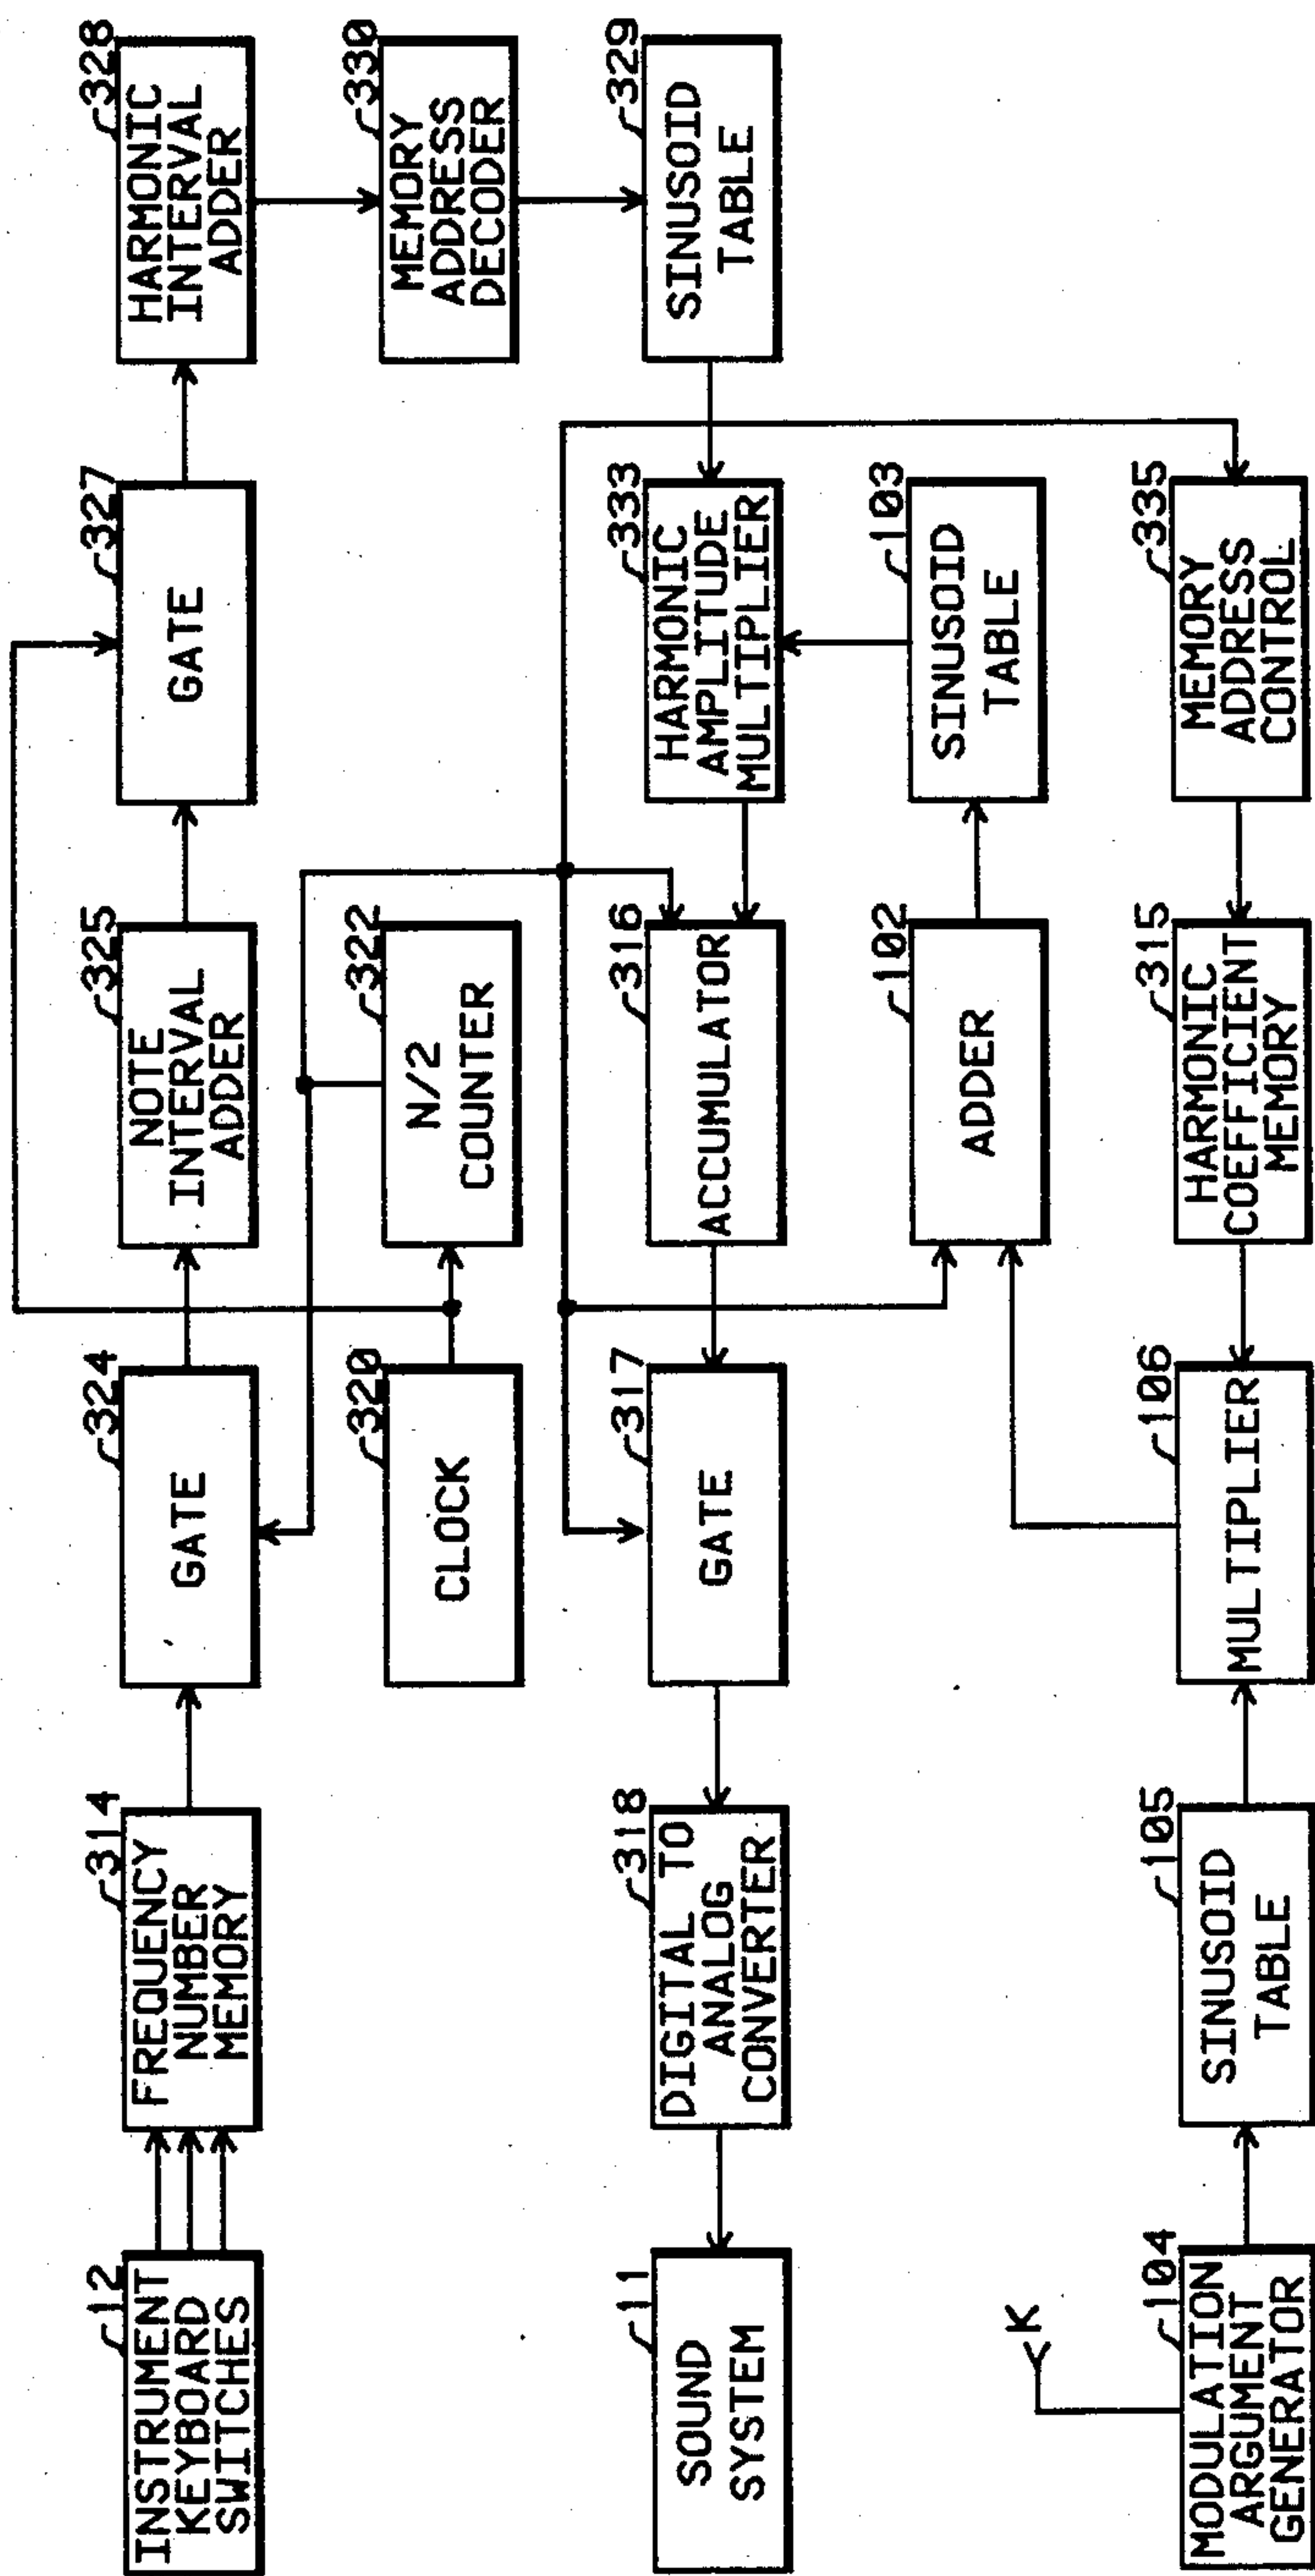 12
INSTRUMENT
KEYBOARD
SWITCHES
314
FREQUENCY
NUMBER
MEMORY
324
GATE
325
NOTE
INTERVAL
ADDER
327
GATE
328
HARMONIC
INTERVAL
ADDER
320
CLOCK
322
N/2
COUNTER
330
MEMORY
ADDRESS
DECODER
11
SOUND
SYSTEM
318
DIGITAL TO
ANALOG
CONVERTER
317
GATE
316
ACCUMULATOR
333
HARMONIC
AMPLITUDE
MULTIPLIER
329
SINUSOID
TABLE
K
102
ADDER
103
SINUSOID
TABLE
104
MODULATION
ARGUMENT
GENERATOR
105
SINUSOID
TABLE
106
MULTIPLIER
315
HARMONIC
COEFFICIENT
MEMORY
335
MEMORY
ADDRESS
CONTROL